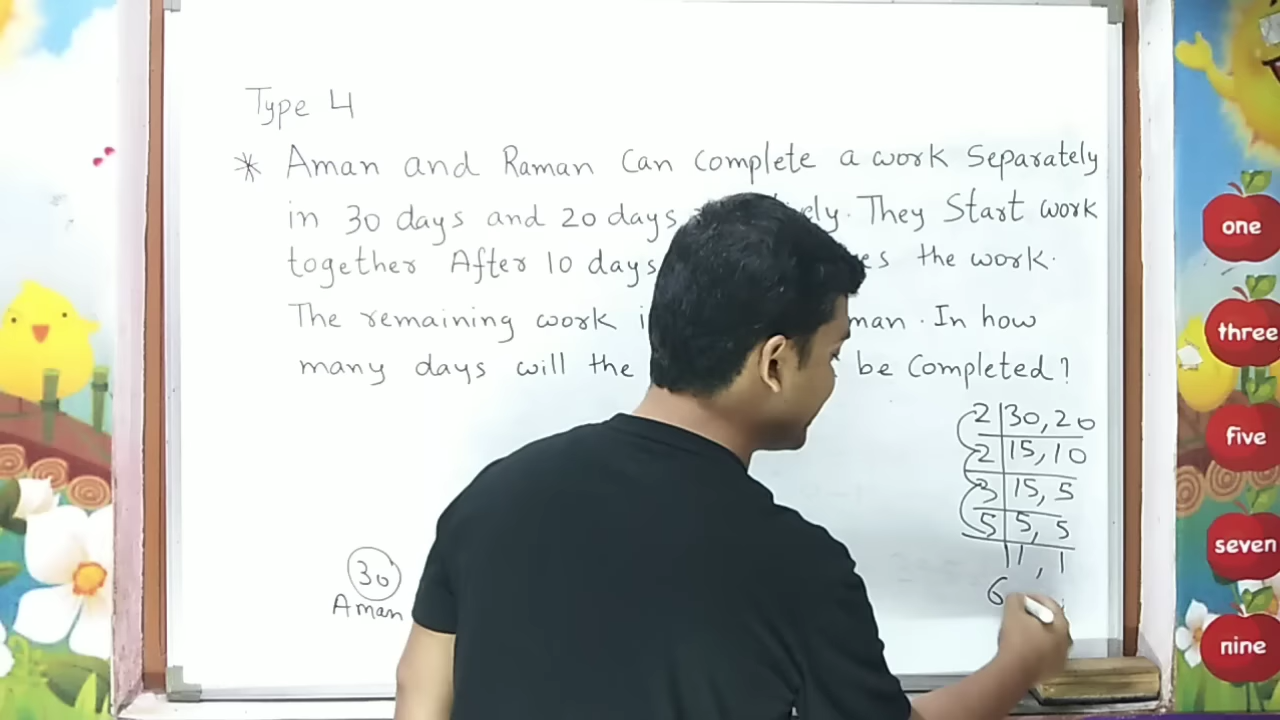 Type 4
* Aman and Raman Can Complete a work Separately
in 30 days and 20 days ely. They Start work
together After 10 days es the work.
The remaining work i man. In how
many days will the be Completed?
2 30, 20
2 15, 10
3 15, 5
5 5, 5
1, 1
6
30
Aman
one
three
five
seven
nine